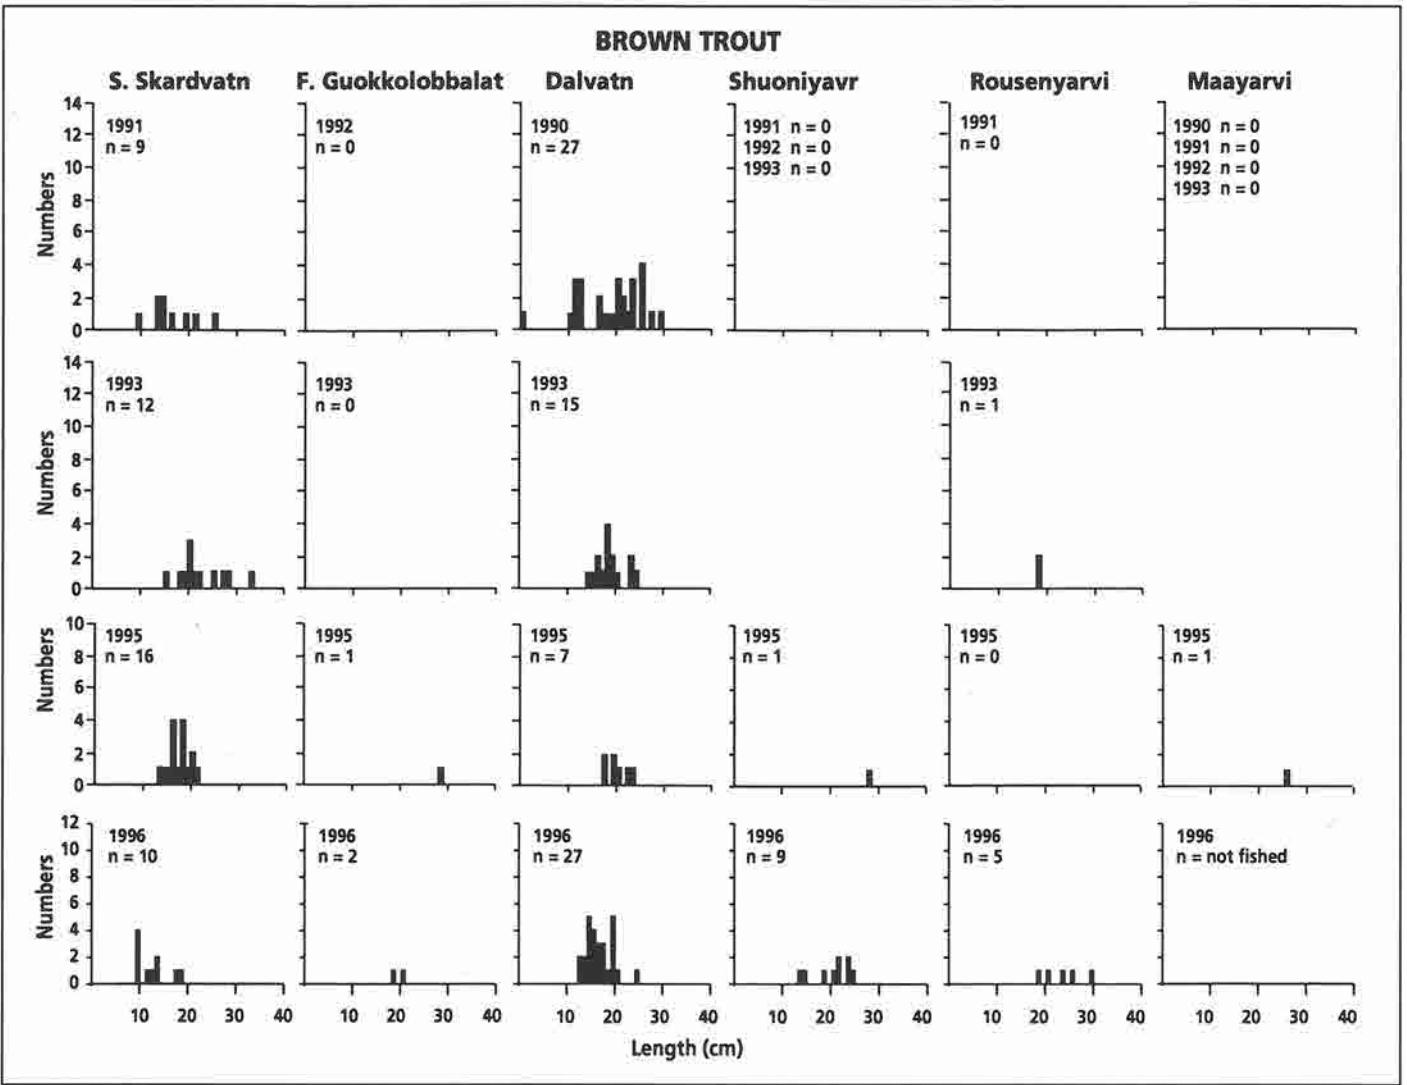 BROWN TROUT
S. Skardvatn F. Guokkolobbalat Dalvatn Shuoniyavr Rousenyarvi Maayarvi
Numbers
14
12
10
8
6
4
2
0
1991
n = 9
1992
n = 0
1990
n = 27
1991 n = 0
1992 n = 0
1993 n = 0
1991
n = 0
1990 n = 0
1991 n = 0
1992 n = 0
1993 n = 0
Numbers
14
12
10
8
6
4
2
0
1993
n = 12
1993
n = 0
1993
n = 15
1993
n = 1
Numbers
10
8
6
4
2
0
1995
n = 16
1995
n = 1
1995
n = 7
1995
n = 1
1995
n = 0
1995
n = 1
Numbers
12
10
8
6
4
2
0
1996
n = 10
1996
n = 2
1996
n = 27
1996
n = 9
1996
n = 5
1996
n = not fished
10 20 30 40 10 20 30 40 10 20 30 40 10 20 30 40 10 20 30 40 10 20 30 40
Length (cm)